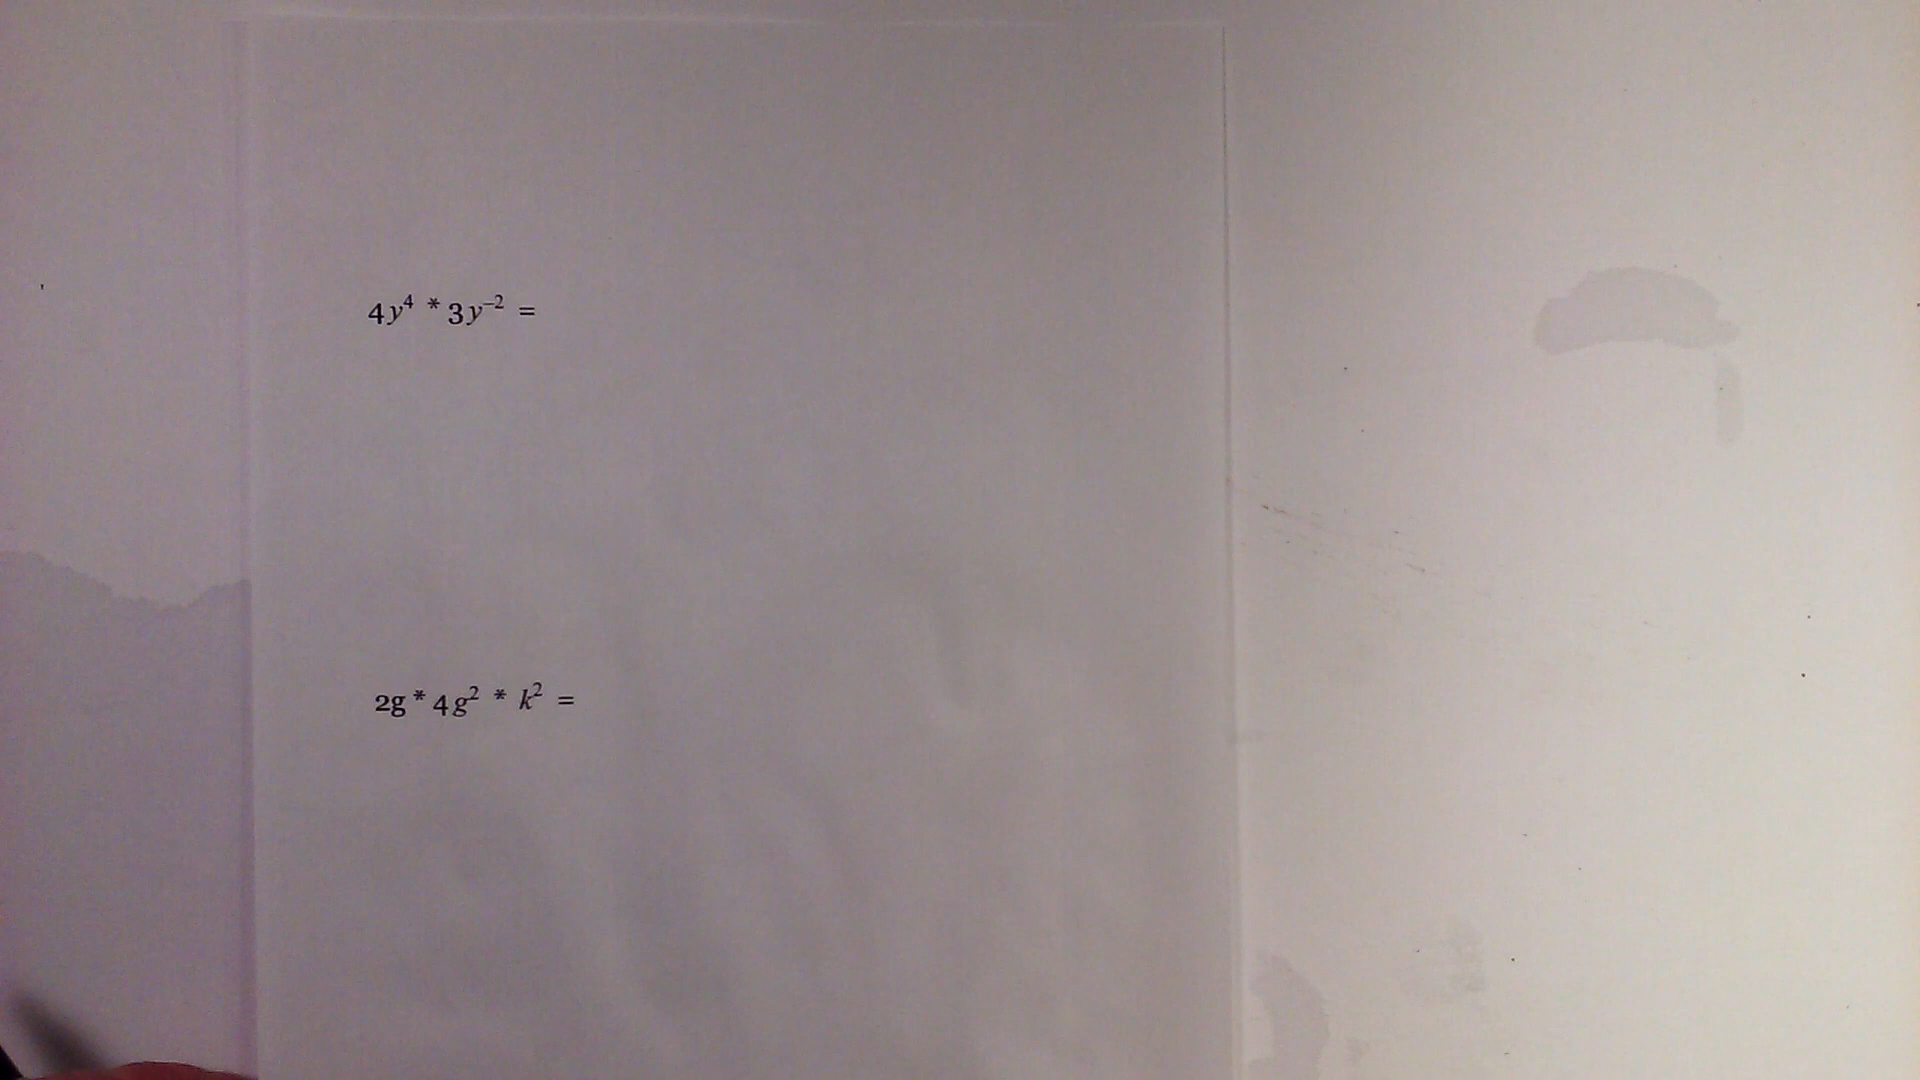 4y⁴ * 3y⁻² =
2g * 4g² * k² =